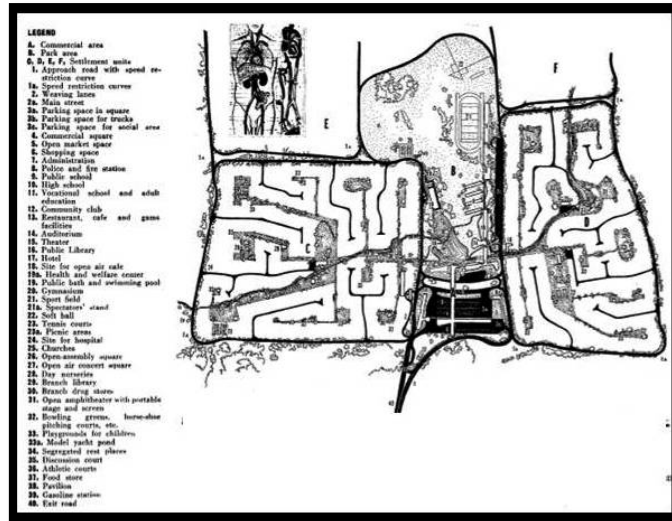 LEGEND
A. Commercial area
B. Park area
C, D, E, F, Settlement units
1. Approach road with speed re-
striction curve
1a. Speed restriction curves
2. Weaving lanes
2a. Main street
3a. Parking space in square
3b. Parking space for trucks
3c. Parking space for social area
4. Commercial square
5. Open market space
6. Shopping space
7. Administration
8. Police and fire station
9. Public school
10. High school
11. Vocational school and adult
education
12. Community club
13. Restaurant, cafe and game
facilities
14. Auditorium
15. Theater
16. Public Library
17. Hotel
18. Site for open air cafe
19a. Health and welfare center
19. Public bath and swimming pool
20. Gymnasium
21. Sport field
21a. Spectators' stand
22. Soft ball
23. Tennis courts
23a. Picnic areas
24. Site for hospital
25. Churches
26. Open-assembly square
27. Open air concert square
28. Day nurseries
29. Branch library
30. Branch drug stores
31. Open amphitheater with portable
stage and screen
32. Bowling greens, horse-shoe
pitching courts, etc.
33. Playgrounds for children
33a. Model yacht pond
34. Segregated rest places
35. Discussion court
36. Athletic courts
37. Food store
38. Pavilion
39. Gasoline station
40. Exit road
E
F
B
C
D